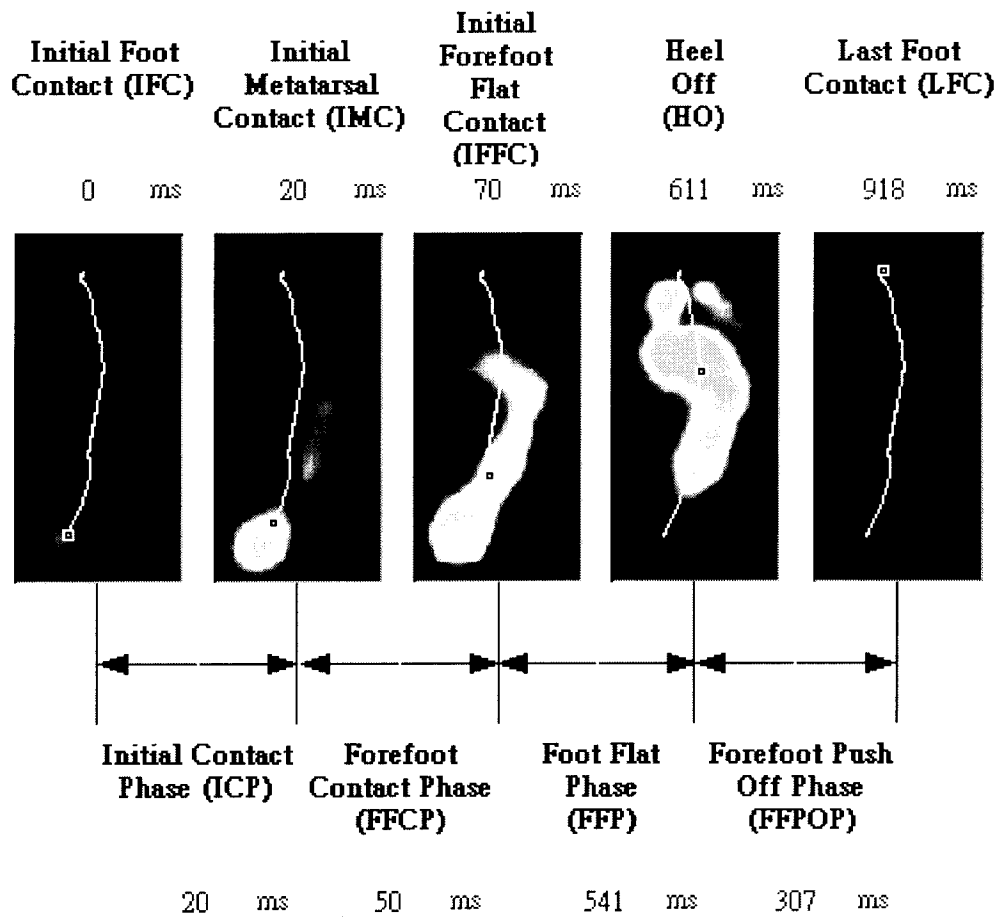 Initial Foot
Contact (IFC)
Initial
Metatarsal
Contact (IMC)
Initial
Forefoot
Flat
Contact
(IFFC)
Heel
Off
(HO)
Last Foot
Contact (LFC)
0 ms
20 ms
70 ms
611 ms
918 ms
Initial Contact
Phase (ICP)
Forefoot
Contact Phase
(FFCP)
Foot Flat
Phase
(FFP)
Forefoot Push
Off Phase
(FFPOP)
20 ms
50 ms
541 ms
307 ms